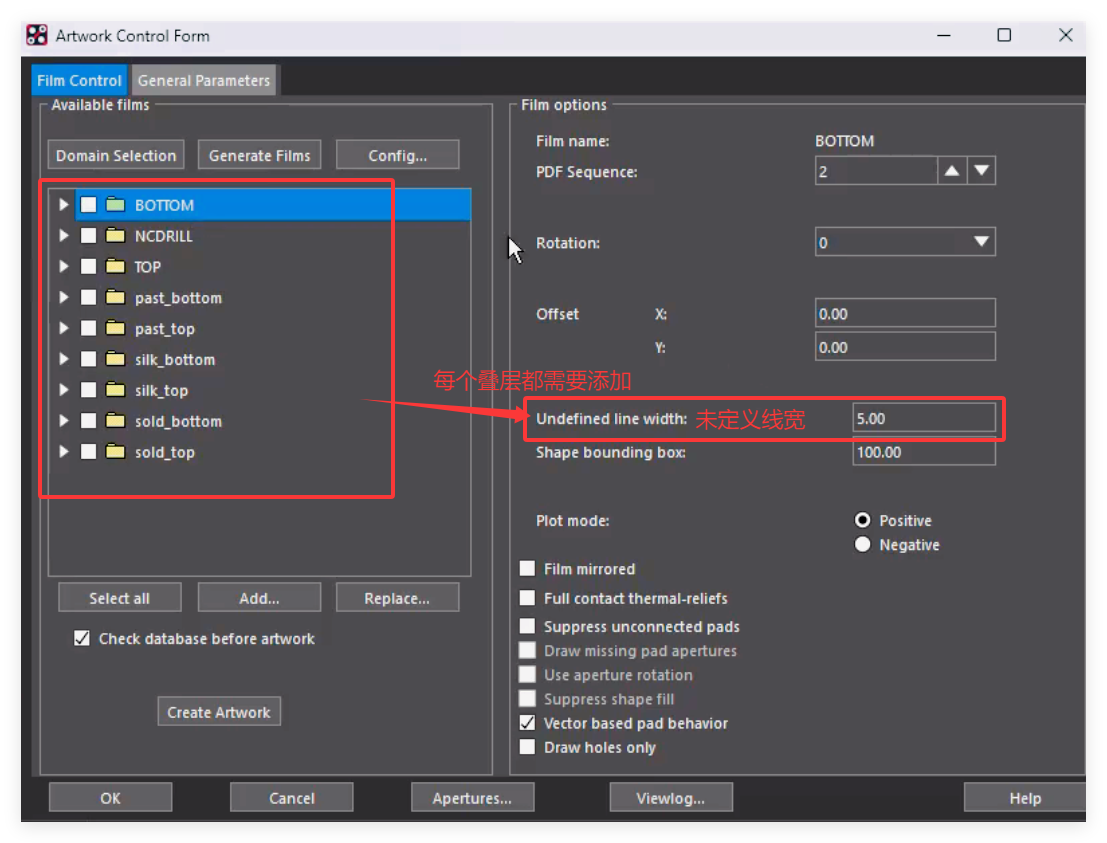 Artwork Control Form
Film Control
General Parameters
Available films
Domain Selection
Generate Films
Config...
BOTTOM
NCDRILL
TOP
past_bottom
past_top
silk_bottom
silk_top
sold_bottom
sold_top
Select all
Add...
Replace...
Check database before artwork
Create Artwork
每个叠层都需要添加
Film options
Film name: BOTTOM
PDF Sequence: 2
Rotation: 0
Offset X: 0.00
Y: 0.00
Undefined line width: 未定义线宽 5.00
Shape bounding box: 100.00
Plot mode: Positive
Negative
Film mirrored
Full contact thermal-reliefs
Suppress unconnected pads
Draw missing pad apertures
Use aperture rotation
Suppress shape fill
Vector based pad behavior
Draw holes only
OK
Cancel
Apertures...
Viewlog...
Help